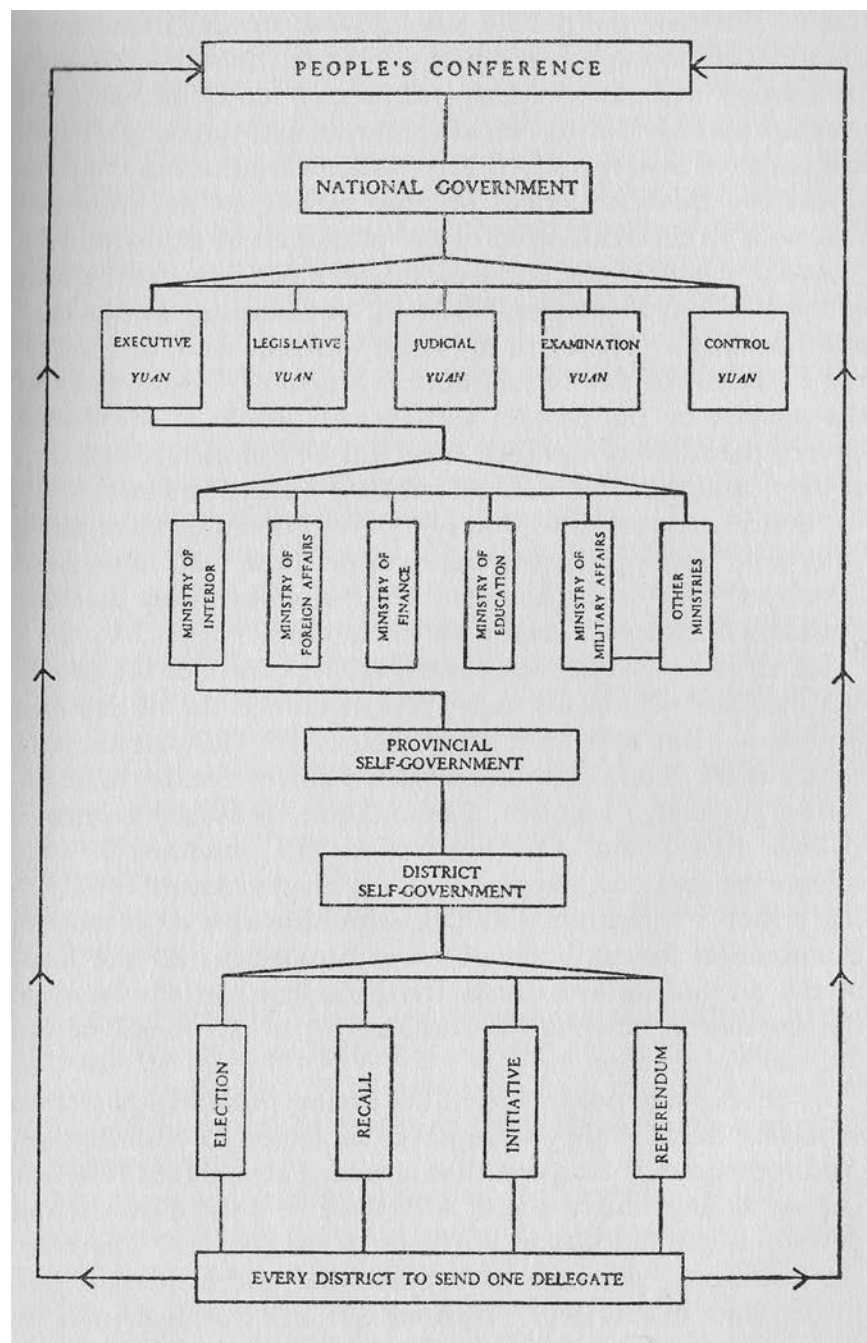 PEOPLE'S CONFERENCE
NATIONAL GOVERNMENT
EXECUTIVE
YUAN
LEGISLATIVE
YUAN
JUDICIAL
YUAN
EXAMINATION
YUAN
CONTROL
YUAN
MINISTRY OF
INTERIOR
MINISTRY OF
FOREIGN AFFAIRS
MINISTRY OF
FINANCE
MINISTRY OF
EDUCATION
MINISTRY OF
MILITARY AFFAIRS
OTHER
MINISTRIES
PROVINCIAL
SELF-GOVERNMENT
DISTRICT
SELF-GOVERNMENT
ELECTION
RECALL
INITIATIVE
REFERENDUM
EVERY DISTRICT TO SEND ONE DELEGATE